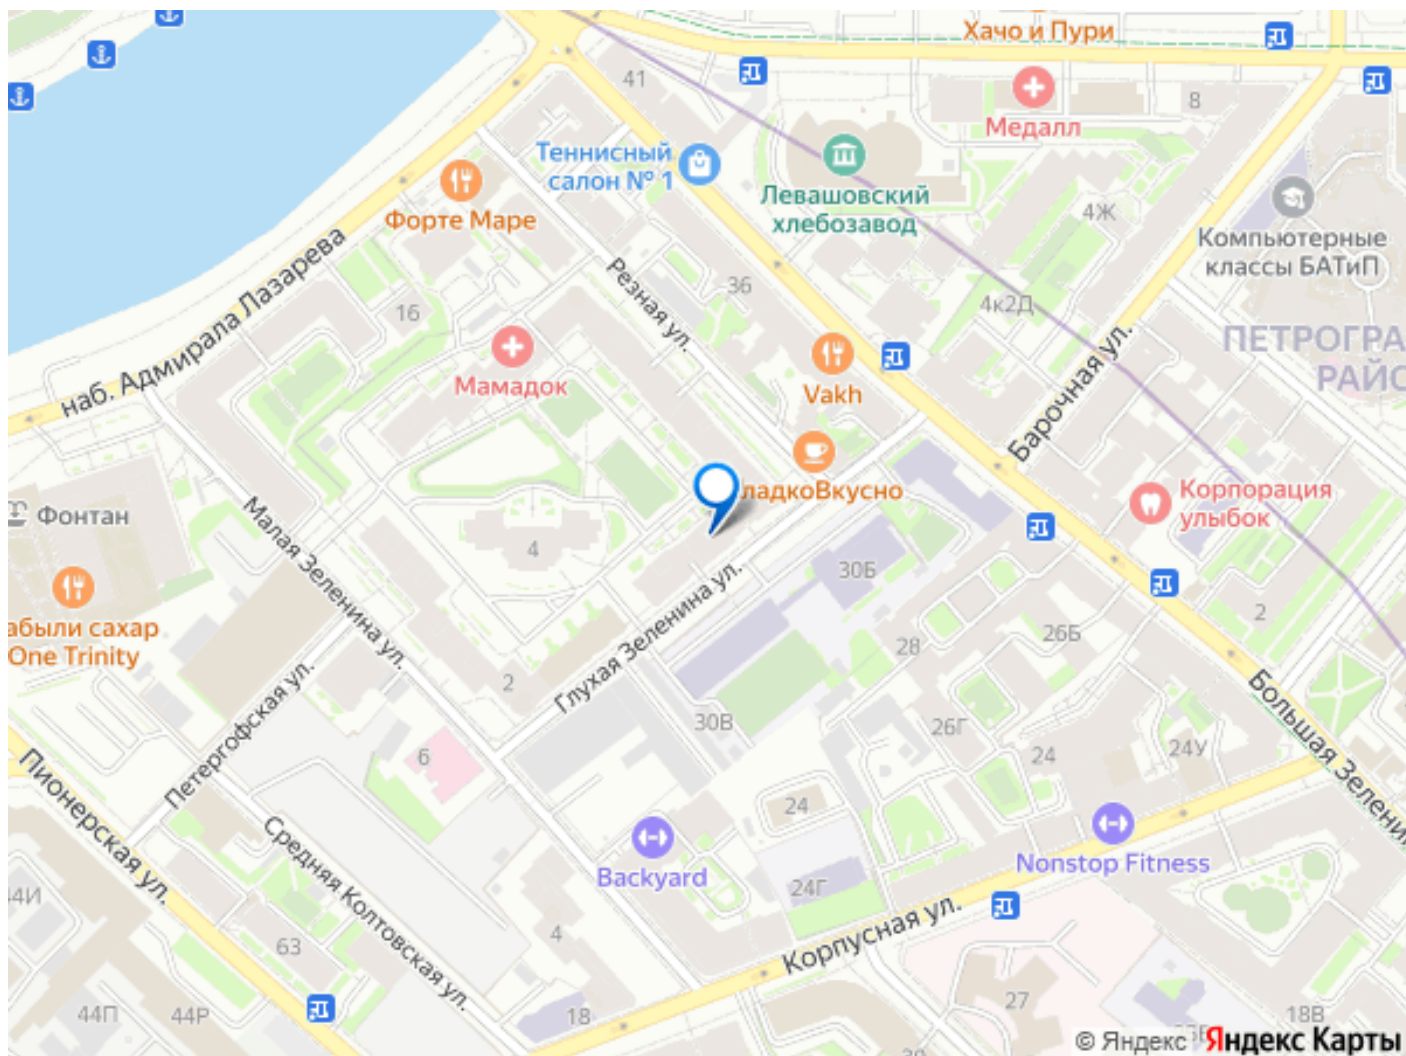 Хачо и Пури
41
Медалл
8
Теннисный
салон № 1
Левашовский
хлебозавод
4Ж
Форте Маре
Компьютерные
классы БАТиП
наб. Адмирала Лазарева
16
Резная ул.
36
4к2Д
ПЕТРОГРА
РАЙС
Мамадок
Vakh
Барочная ул.
ладкоВкусно
Корпорация
улыбок
Фонтан
Малая Зеленина ул.
4
30Б
Глухая Зеленина ул.
абыли сахар
One Trinity
2
26Б
28
2
Петергофская ул.
30В
26Г
24
24У
Большая Зелени
6
Пионерская ул.
24
Средняя Колтовская ул.
Backyard
Nonstop Fitness
24Г
44И
63
4
Корпусная ул.
44П
44Р
18
27
18В
© Яндекс Яндекс Карты